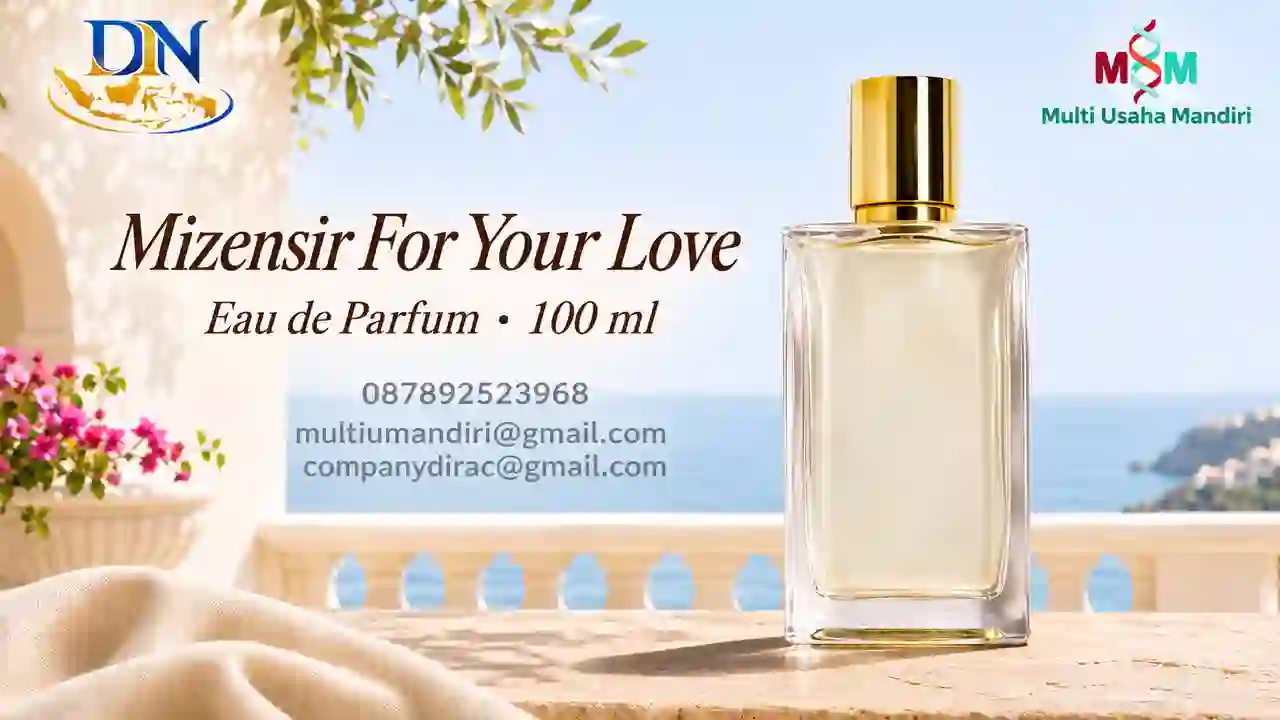 DN
MSM
Multi Usaha Mandiri
Mizensir For Your Love
Eau de Parfum • 100 ml
087892523968
multiumandiri@gmail.com
companydirac@gmail.com